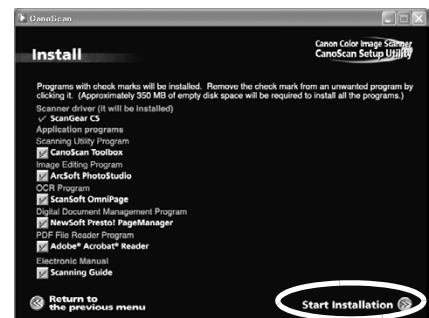 CanoScan
Install
Canon Color Image Scanner
CanoScan Setup Utility
Programs with check marks will be installed. Remove the check mark from an unwanted program by
clicking it. (Approximately 350 MB of empty disk space will be required to install all the programs.)
Scanner driver (it will be installed)
ScanGear CS
Application programs
Scanning Utility Program
CanoScan Toolbox
Image Editing Program
ArcSoft PhotoStudio
OCR Program
ScanSoft OmniPage
Digital Document Management Program
NewSoft Presto! PageManager
PDF File Reader Program
Adobe® Acrobat® Reader
Electronic Manual
Scanning Guide
Return to
the previous menu
Start Installation